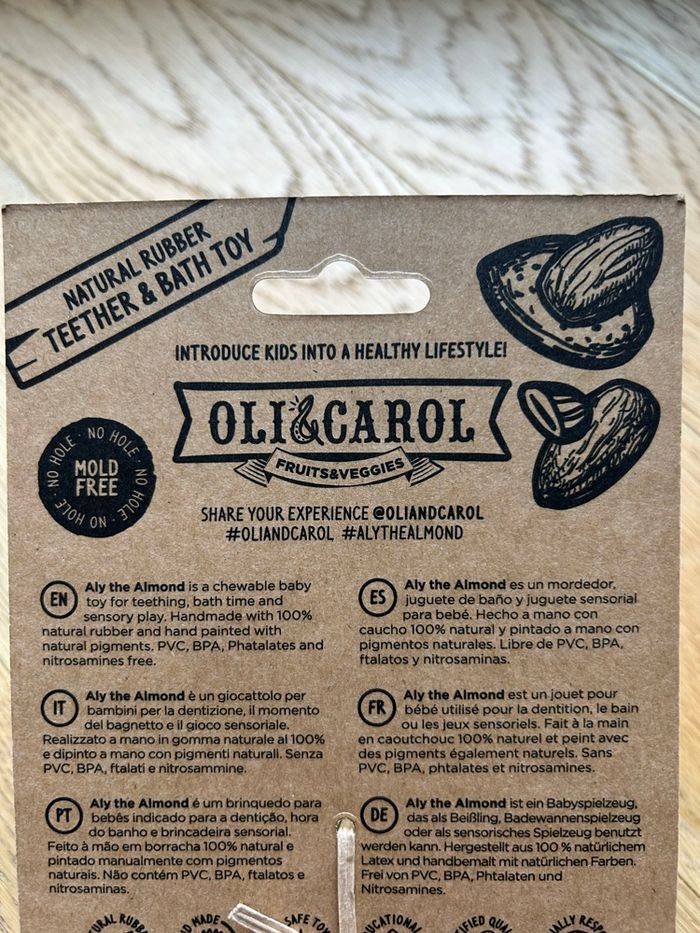 NATURAL RUBBER
TEETHER & BATH TOY
INTRODUCE KIDS INTO A HEALTHY LIFESTYLE!
OLI&CAROL
FRUITS&VEGGIES
NO HOLE · NO HOLE · NO HOLE · NO HOLE ·
MOLD
FREE
SHARE YOUR EXPERIENCE @OLIANDCAROL
#OLIANDCAROL #ALYTHEALMOND
EN
Aly the Almond is a chewable baby
toy for teething, bath time and
sensory play. Handmade with 100%
natural rubber and hand painted with
natural pigments. PVC, BPA, Phatalates and
nitrosamines free.
ES
Aly the Almond es un mordedor,
juguete de baño y juguete sensorial
para bebé. Hecho a mano con
caucho 100% natural y pintado a mano con
pigmentos naturales. Libre de PVC, BPA,
ftalatos y nitrosaminas.
IT
Aly the Almond è un giocattolo per
bambini per la dentizione, il momento
del bagnetto e il gioco sensoriale.
Realizzato a mano in gomma naturale al 100%
e dipinto a mano con pigmenti naturali. Senza
PVC, BPA, ftalati e nitrosammine.
FR
Aly the Almond est un jouet pour
bébé utilisé pour la dentition, le bain
ou les jeux sensoriels. Fait à la main
en caoutchouc 100% naturel et peint avec
des pigments également naturels. Sans
PVC, BPA, phtalates et nitrosamines.
PT
Aly the Almond é um brinquedo para
bebês indicado para a dentição, hora
do banho e brincadeira sensorial.
Feito à mão em borracha 100% natural e
pintado manualmente com pigmentos
naturais. Não contém PVC, BPA, ftalatos e
nitrosaminas.
DE
Aly the Almond ist ein Babyspielzeug,
das als Beißling, Badewannenspielzeug
oder als sensorisches Spielzeug benutzt
werden kann. Hergestellt aus 100 % natürlichem
Latex und handbemalt mit natürlichen Farben.
Frei von PVC, BPA, Phtalaten und
Nitrosamines.
MADE
SAFE